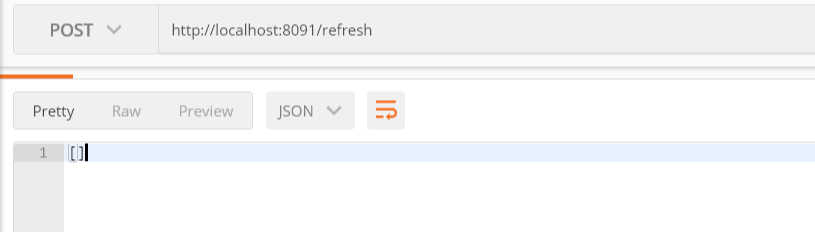 POST http://localhost:8091/refresh
Pretty Raw Preview JSON
1 []